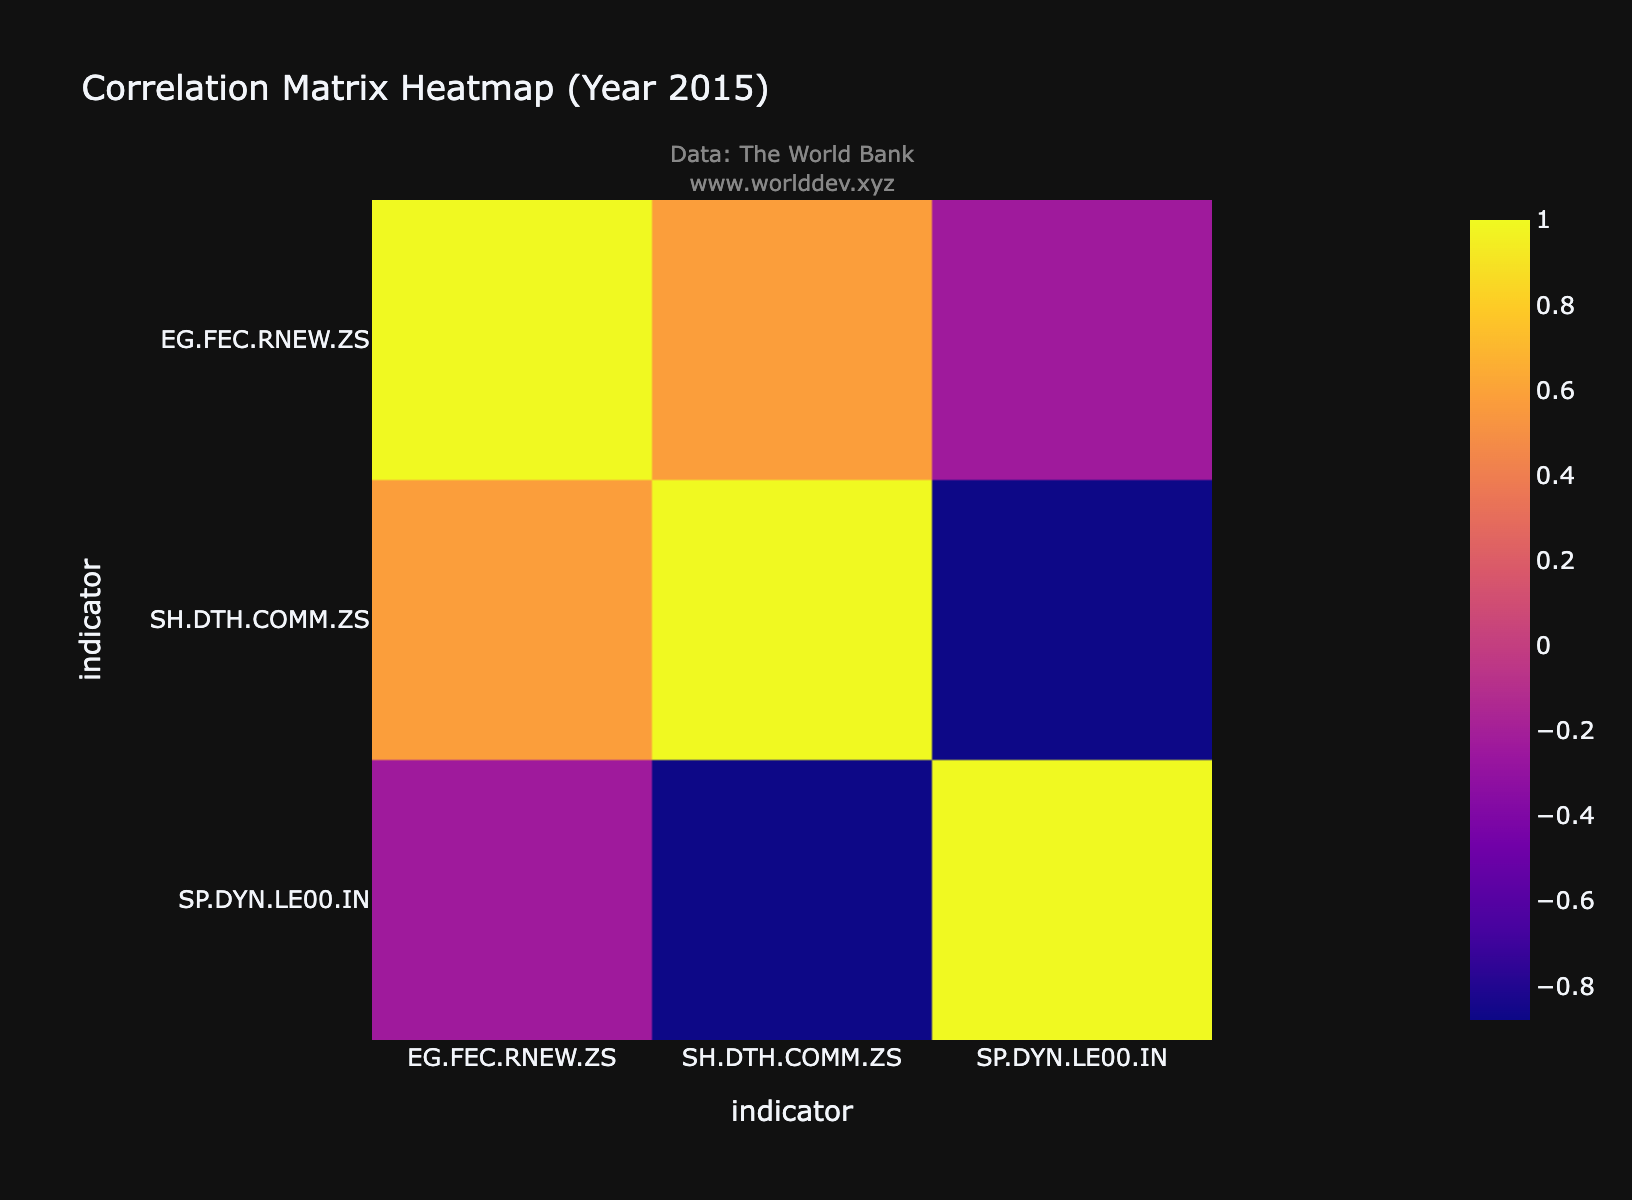 Correlation Matrix Heatmap (Year 2015)
Data: The World Bank
www.worlddev.xyz
indicator
EG.FEC.RNEW.ZS
SH.DTH.COMM.ZS
SP.DYN.LE00.IN
EG.FEC.RNEW.ZS
SH.DTH.COMM.ZS
SP.DYN.LE00.IN
indicator
1
0.8
0.6
0.4
0.2
0
−0.2
−0.4
−0.6
−0.8